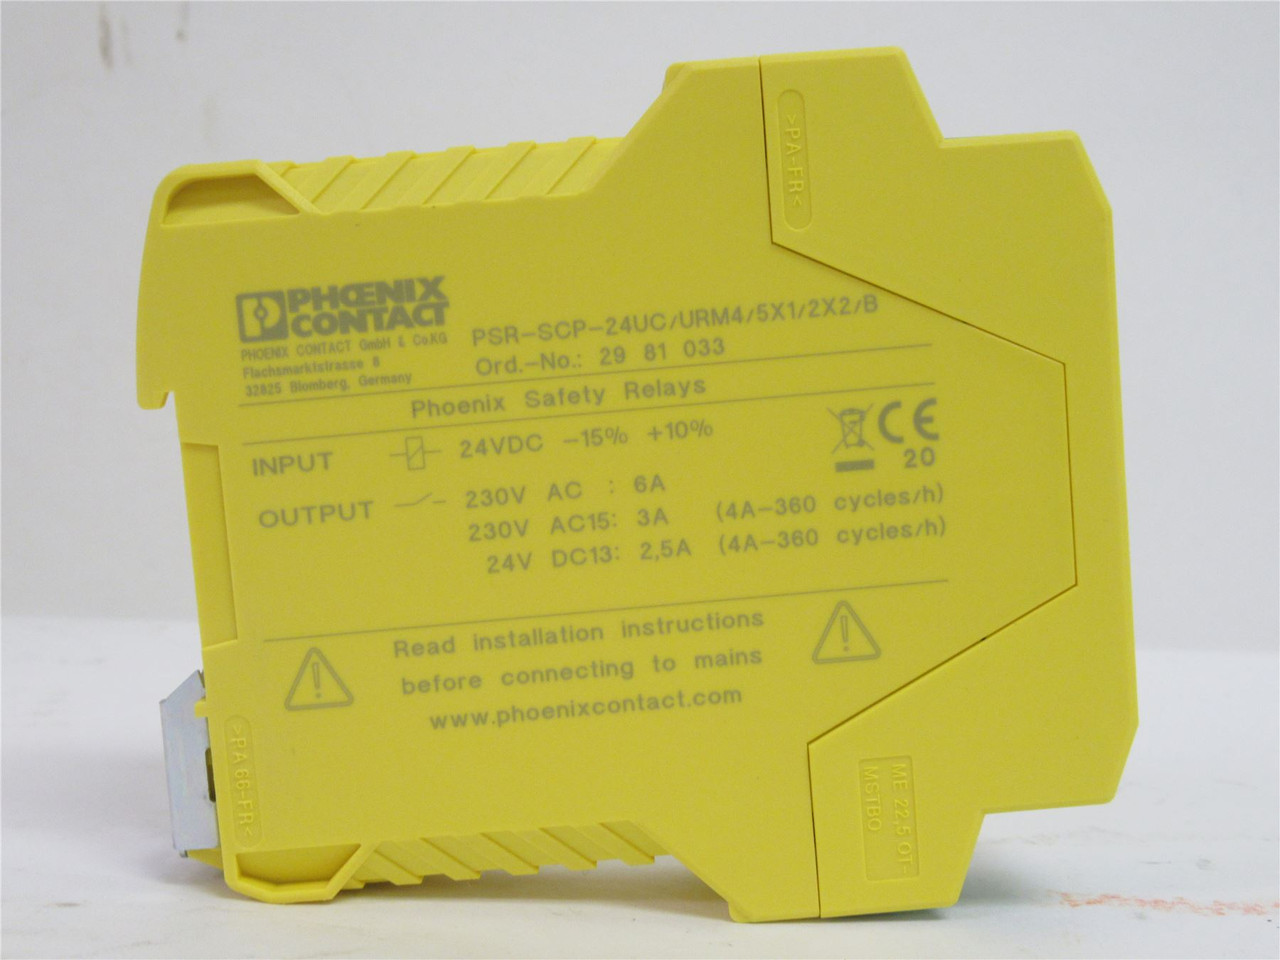 PHŒNIX
CONTACT
PHOENIX CONTACT GmbH & Co.KG
Flachsmarktstrasse 8
32825 Blomberg, Germany
PSR-SCP-24UC/URM4/5X1/2X2/B
Ord.-No.: 29 81 033
Phoenix Safety Relays
INPUT 24VDC -15% +10%
CE
20
OUTPUT 230V AC : 6A
230V AC15: 3A (4A-360 cycles/h)
24V DC13: 2,5A (4A-360 cycles/h)
Read installation instructions
before connecting to mains
www.phoenixcontact.com
>PA-FR<
>PA 66-FR<
ME 22,5 OT-
MSTBO